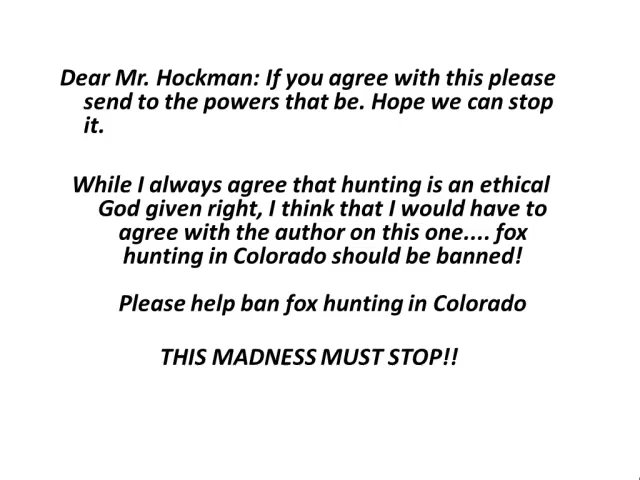 Dear Mr. Hockman: If you agree with this please
send to the powers that be. Hope we can stop
it.
While I always agree that hunting is an ethical
God given right, I think that I would have to
agree with the author on this one.... fox
hunting in Colorado should be banned!
Please help ban fox hunting in Colorado
THIS MADNESS MUST STOP!!